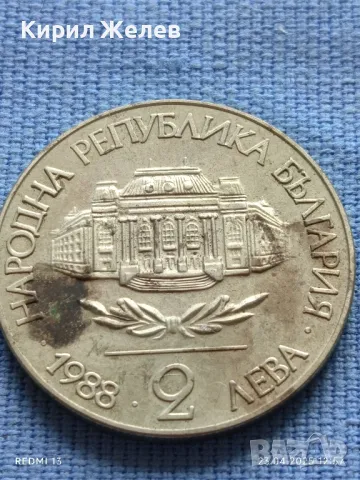 Кирил Желев
НАРОДНА РЕПУБЛИКА БЪЛГАРИЯ
1988 · 2 ЛЕВА ·
REDMI 13